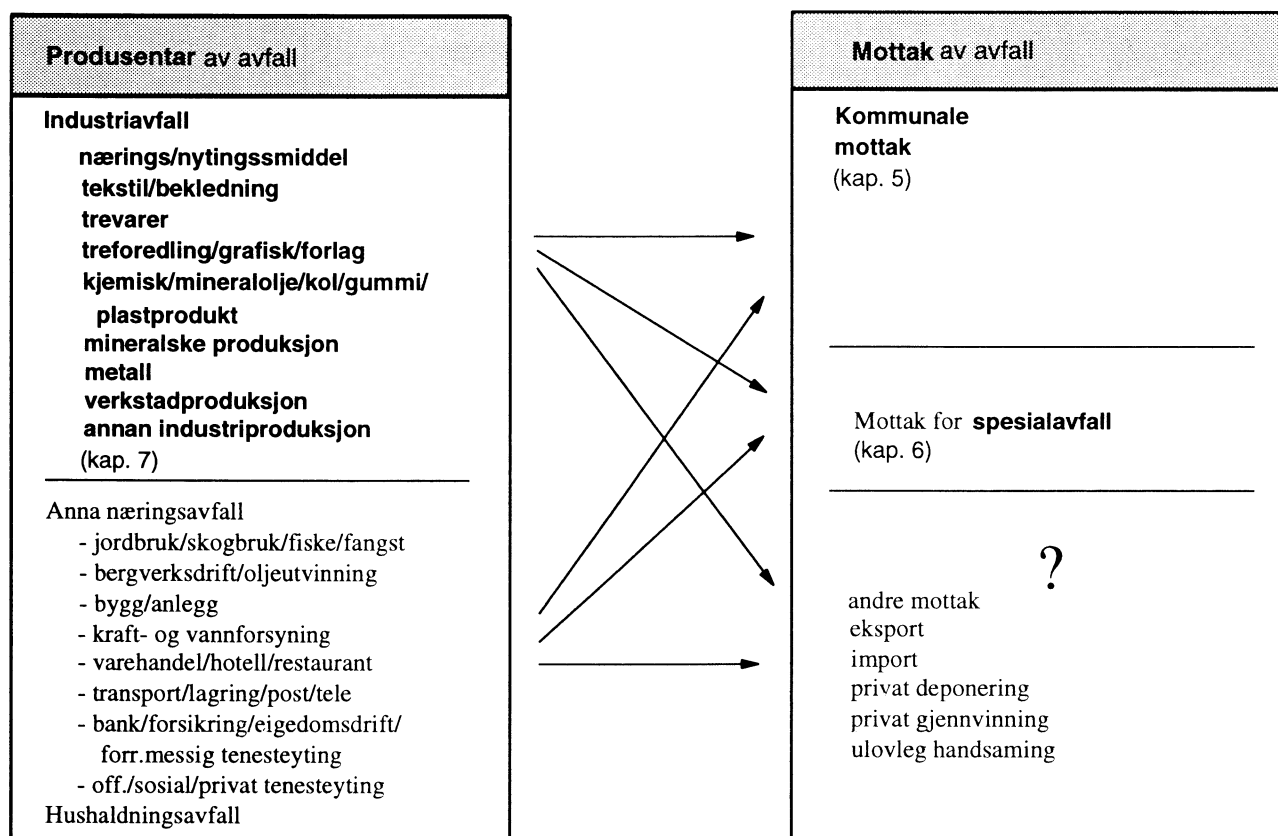 Produsentar av avfall
Industriavfall
nærings/nytingssmiddel
tekstil/bekledning
trevarer
treforedling/grafisk/forlag
kjemisk/mineralolje/kol/gummi/
plastprodukt
mineralske produksjon
metall
verkstadproduksjon
annan industriproduksjon
(kap. 7)
Anna næringsavfall
- jordbruk/skogbruk/fiske/fangst
- bergverksdrift/oljeutvinning
- bygg/anlegg
- kraft- og vannforsyning
- varehandel/hotell/restaurant
- transport/lagring/post/tele
- bank/forsikring/eigedomsdrift/
forr.messig tenesteyting
- off./sosial/privat tenesteyting
Hushaldningsavfall
Mottak av avfall
Kommunale
mottak
(kap. 5)
Mottak for spesialavfall
(kap. 6)
?
andre mottak
eksport
import
privat deponering
privat gjennvinning
ulovleg handsaming